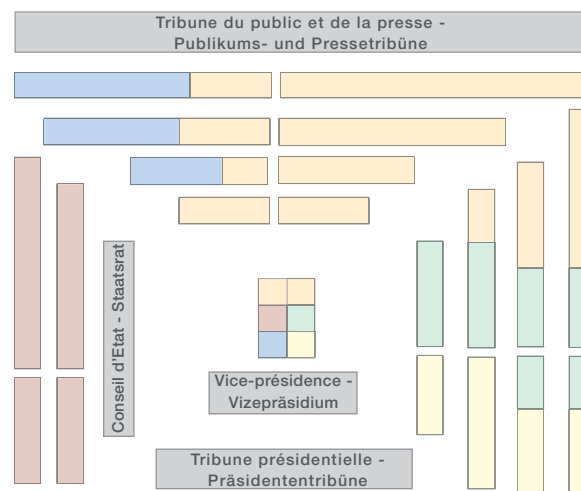 Tribune du public et de la presse -
Publikums- und Pressetribüne
Conseil d'Etat - Staatsrat
Vice-présidence -
Vizepräsidium
Tribune présidentielle -
Präsidententribüne